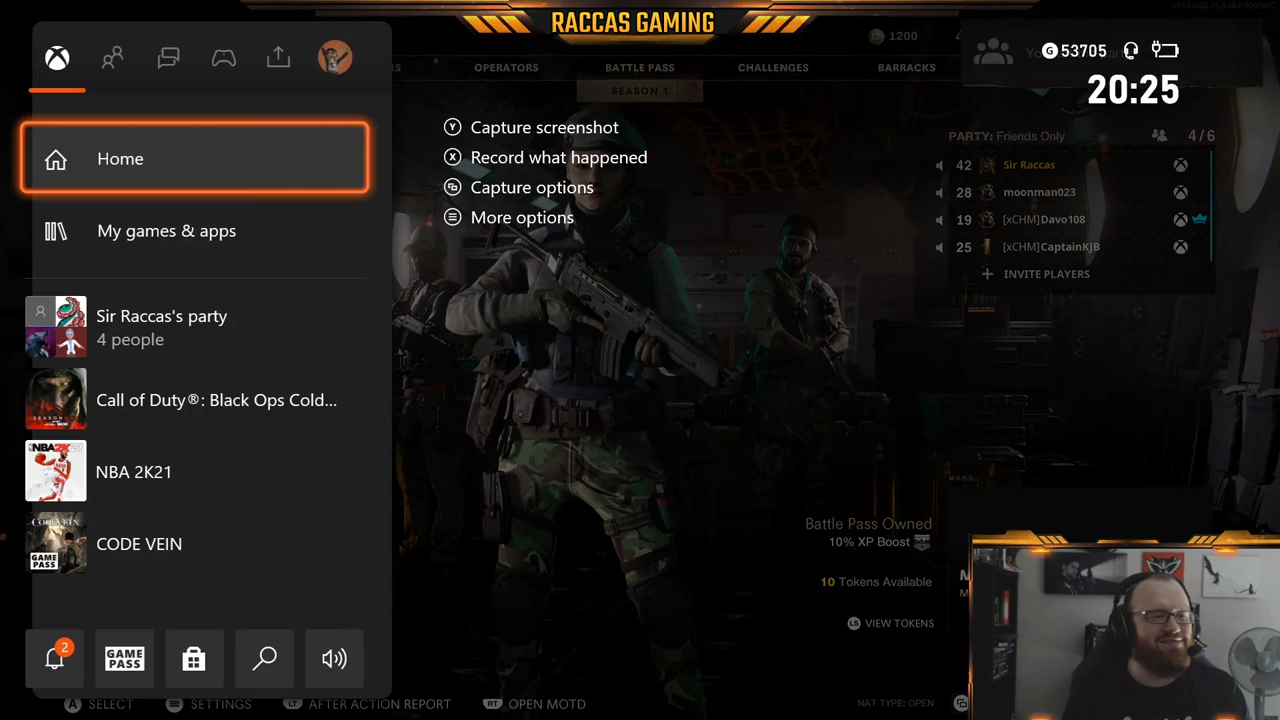 RACCAS GAMING
1200
OPERATORS
BATTLE PASS
CHALLENGES
BARRACKS
SEASON 1
53705
20:25
Home
My games & apps
Sir Raccas's party
4 people
Call of Duty®: Black Ops Cold...
NBA 2K21
CODE VEIN
GAME PASS
2
Capture screenshot
Record what happened
Capture options
More options
PARTY: Friends Only 4/6
42 Sir Raccas
28 moonman023
19 [xCHM]Davo108
25 [xCHM]CaptainKJB
INVITE PLAYERS
Battle Pass Owned
10% XP Boost
10 Tokens Available
LS VIEW TOKENS
A SELECT
SETTINGS
LT AFTER ACTION REPORT
RT OPEN MOTD
NAT TYPE: OPEN